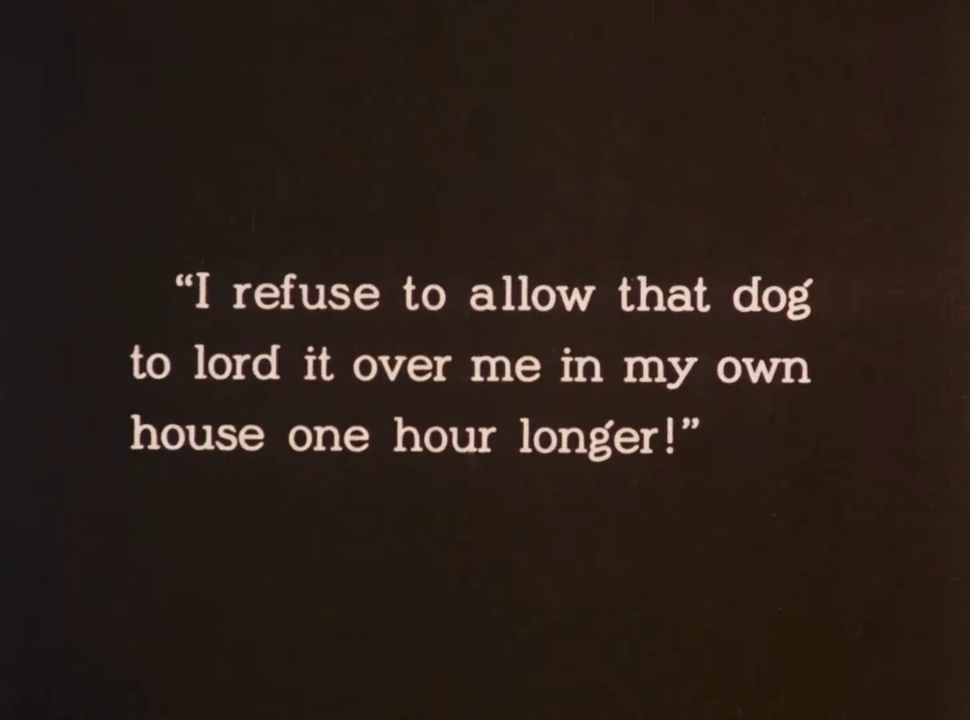 “I refuse to allow that dog
to lord it over me in my own
house one hour longer!”